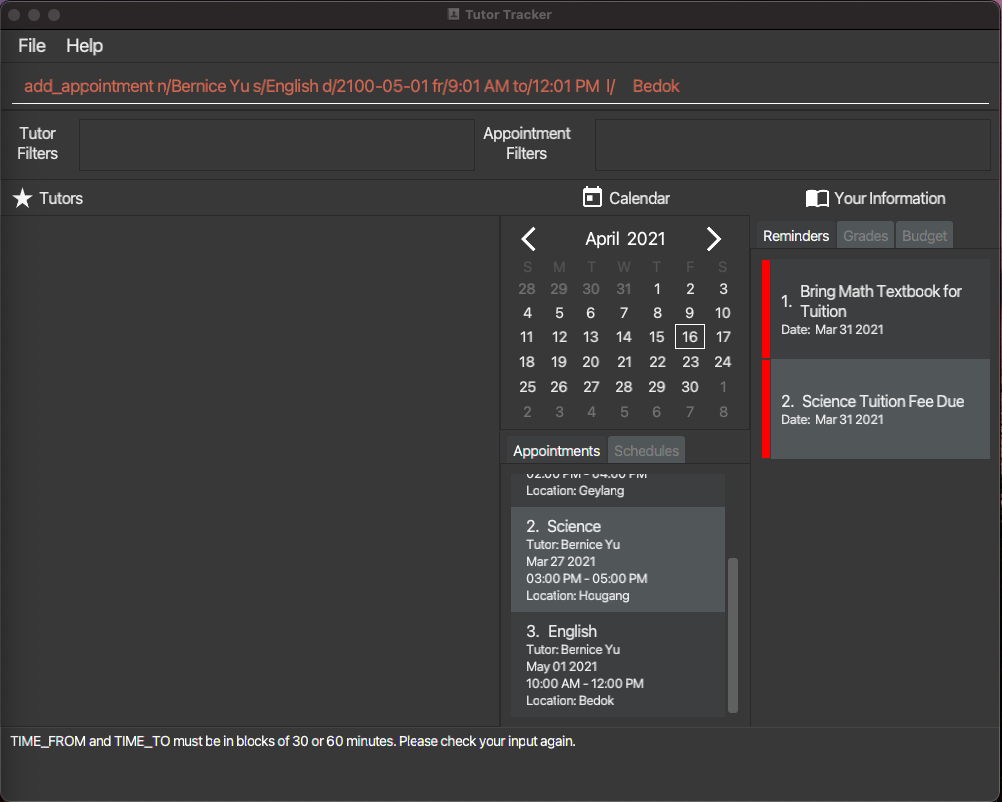 Tutor Tracker
File Help
add_appointment n/Bernice Yu s/English d/2100-05-01 fr/9:01 AM to/12:01 PM l/ Bedok
Tutor
Filters
Appointment
Filters
Tutors
Calendar
Your Information
April 2021
S M T W T F S
28 29 30 31 1 2 3
4 5 6 7 8 9 10
11 12 13 14 15 16 17
18 19 20 21 22 23 24
25 26 27 28 29 30 1
2 3 4 5 6 7 8
Appointments Schedules
02:00 PM - 04:00 PM
Location: Geylang
2. Science
Tutor: Bernice Yu
Mar 27 2021
03:00 PM - 05:00 PM
Location: Hougang
3. English
Tutor: Bernice Yu
May 01 2021
10:00 AM - 12:00 PM
Location: Bedok
Reminders Grades Budget
1. Bring Math Textbook for
Tuition
Date: Mar 31 2021
2. Science Tuition Fee Due
Date: Mar 31 2021
TIME_FROM and TIME_TO must be in blocks of 30 or 60 minutes. Please check your input again.